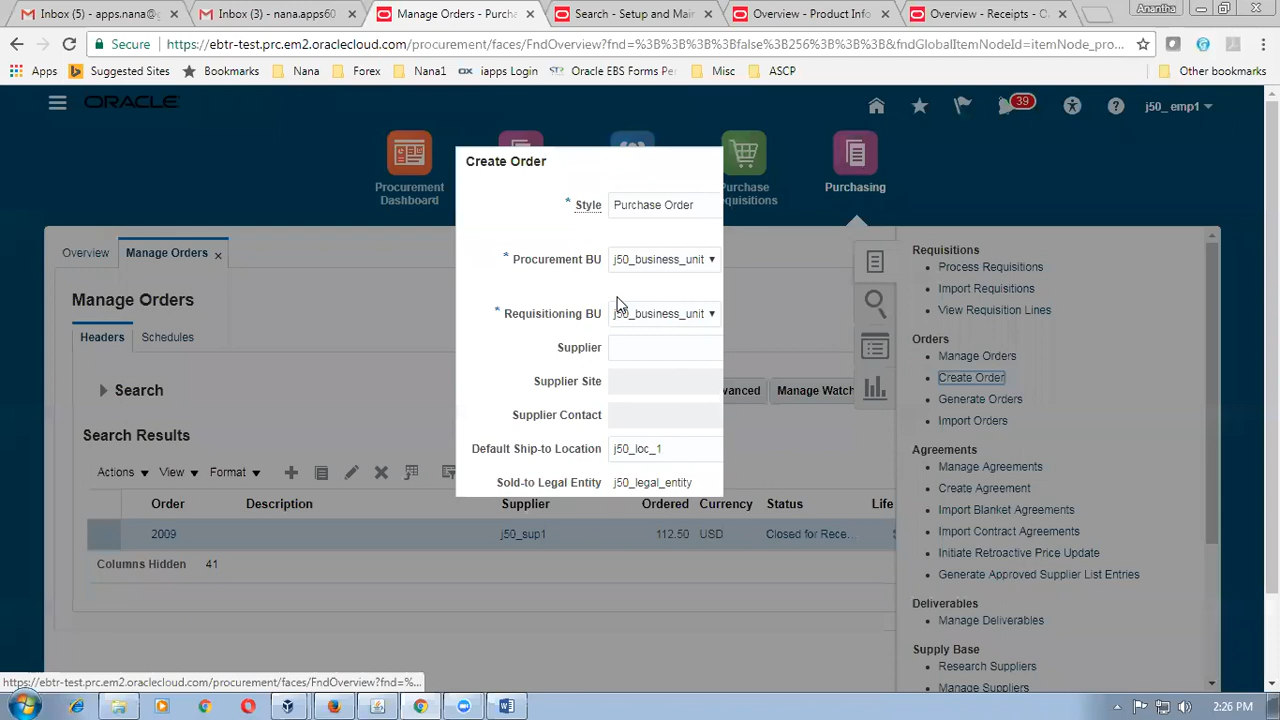 Inbox (5) - appsnana@g
Inbox (3) - nana.apps60
Manage Orders - Purcha
Search - Setup and Main
Overview - Product Info
Overview - Receipts - O
Anantha
Secure
https://ebtr-test.prc.em2.oraclecloud.com/procurement/faces/FndOverview?fnd=%3B%3B%3B%3Bfalse%3B256%3B%3B%3B&fndGlobalItemNodeId=itemNode_pro…
Apps
Suggested Sites
Bookmarks
Nana
Forex
Nana1
iapps Login
Oracle EBS Forms Per
Misc
ASCP
Other bookmarks
ORACLE
39
j50_ emp1
Procurement
Dashboard
Purchase
Requisitions
Purchasing
Overview
Manage Orders
Manage Orders
Headers
Schedules
Search
Advanced
Manage Watch
Search Results
Actions
View
Format
Order
Description
Supplier
Ordered
Currency
Status
Life
2009
j50_sup1
112.50
USD
Closed for Rece...
Columns Hidden
41
Create Order
* Style
Purchase Order
* Procurement BU
j50_business_unit
* Requisitioning BU
j50_business_unit
Supplier
Supplier Site
Supplier Contact
Default Ship-to Location
j50_loc_1
Sold-to Legal Entity
j50_legal_entity
Requisitions
Process Requisitions
Import Requisitions
View Requisition Lines
Orders
Manage Orders
Create Order
Generate Orders
Import Orders
Agreements
Manage Agreements
Create Agreement
Import Blanket Agreements
Import Contract Agreements
Initiate Retroactive Price Update
Generate Approved Supplier List Entries
Deliverables
Manage Deliverables
Supply Base
Research Suppliers
Manage Suppliers
https://ebtr-test.prc.em2.oraclecloud.com/procurement/faces/FndOverview?fnd=%...
2:26 PM